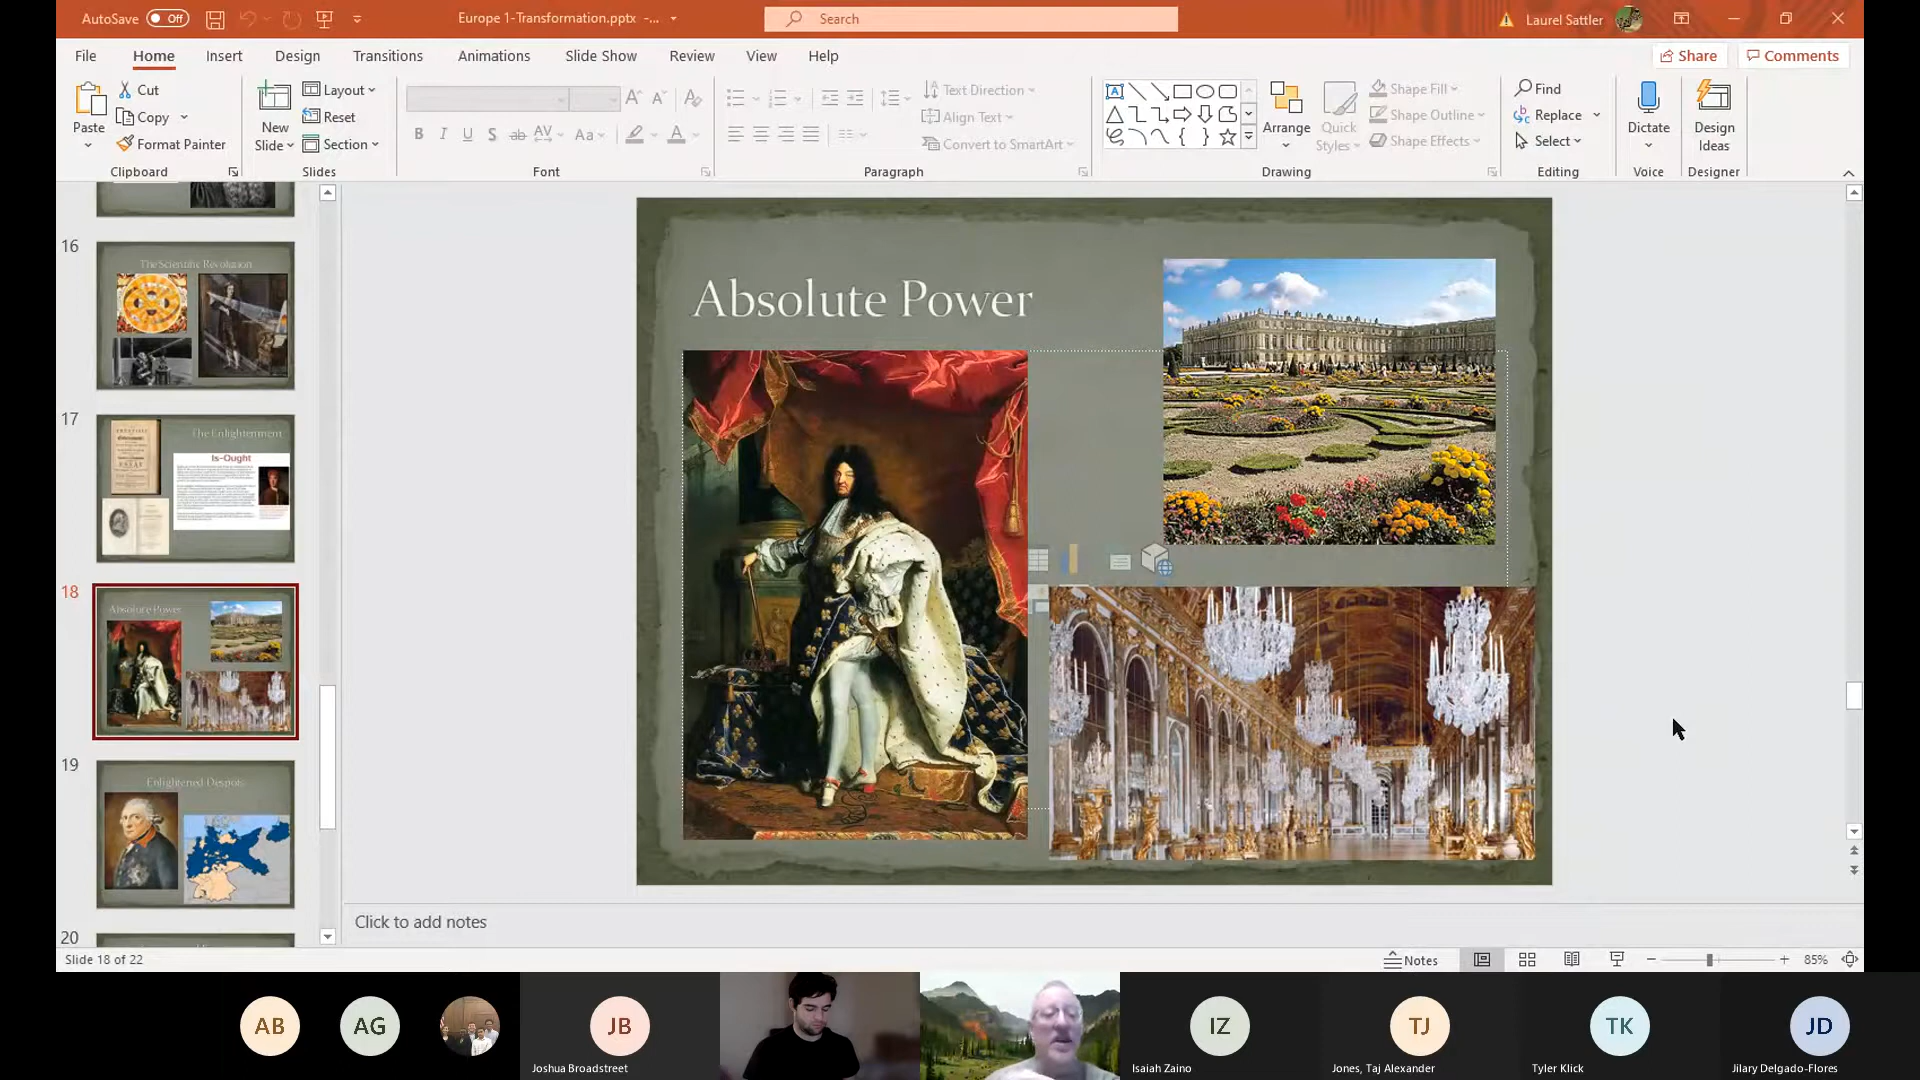 AutoSave Off Europe 1-Transformation.pptx -... Search Laurel Sattler
File Home Insert Design Transitions Animations Slide Show Review View Help Share Comments
Paste Cut Copy Format Painter Clipboard
New Slide Layout Reset Section Slides
B I U S ab AV Aa A Font
Text Direction Align Text Convert to SmartArt Paragraph
Arrange Quick Styles Shape Fill Shape Outline Shape Effects Drawing
Find Replace Select Editing
Dictate Voice
Design Ideas Designer
16
The Scientific Revolution
17
The Enlightenment
Is-Ought
18
Absolute Power
19
Enlightened Despots
20
Absolute Power
Click to add notes
Slide 18 of 22 Notes 85%
AB AG JB IZ TJ TK JD
Joshua Broadstreet Isaiah Zaino Jones, Taj Alexander Tyler Klick Jilary Delgado-Flores